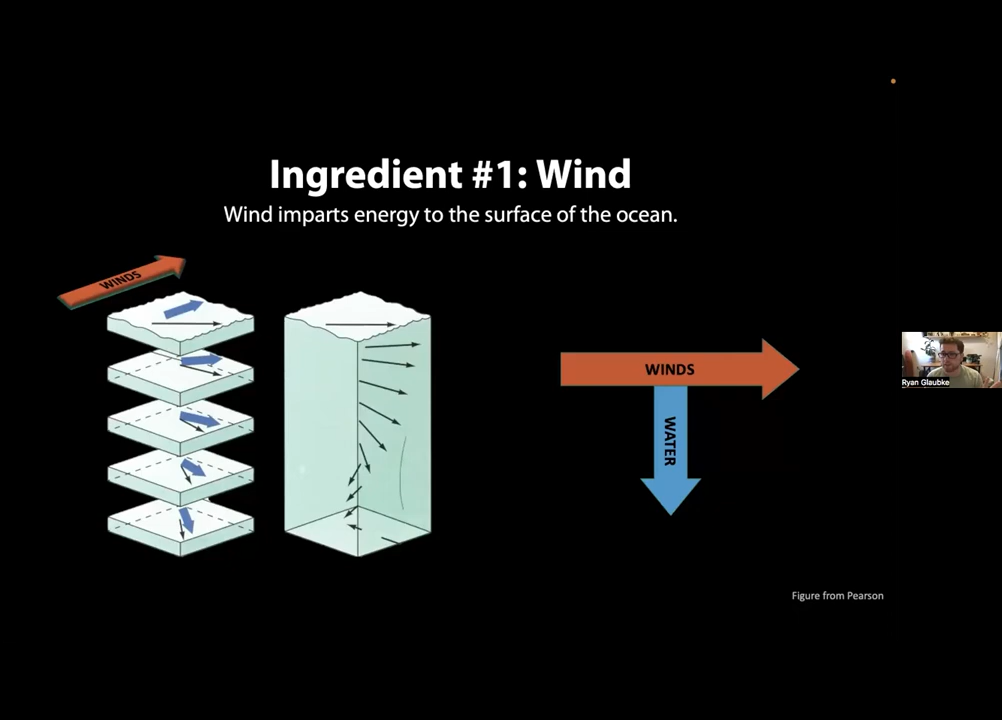 Ingredient #1: Wind
Wind imparts energy to the surface of the ocean.
WINDS
WINDS
WATER
Ryan Glaubke
Figure from Pearson